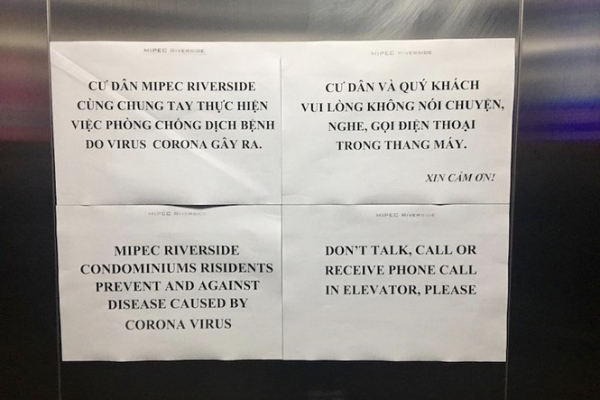 MIPEC RIVERSIDE
CƯ DÂN MIPEC RIVERSIDE
CÙNG CHUNG TAY THỰC HIỆN
VIỆC PHÒNG CHỐNG DỊCH BỆNH
DO VIRUS CORONA GÂY RA.
MIPEC RIVERSIDE
CƯ DÂN VÀ QUÝ KHÁCH
VUI LÒNG KHÔNG NÓI CHUYỆN,
NGHE, GỌI ĐIỆN THOẠI
TRONG THANG MÁY.
XIN CẢM ƠN!
MIPEC RIVERSIDE
MIPEC RIVERSIDE
CONDOMINIUMS RISIDENTS
PREVENT AND AGAINST
DISEASE CAUSED BY
CORONA VIRUS
MIPEC RIVERSIDE
DON'T TALK, CALL OR
RECEIVE PHONE CALL
IN ELEVATOR, PLEASE